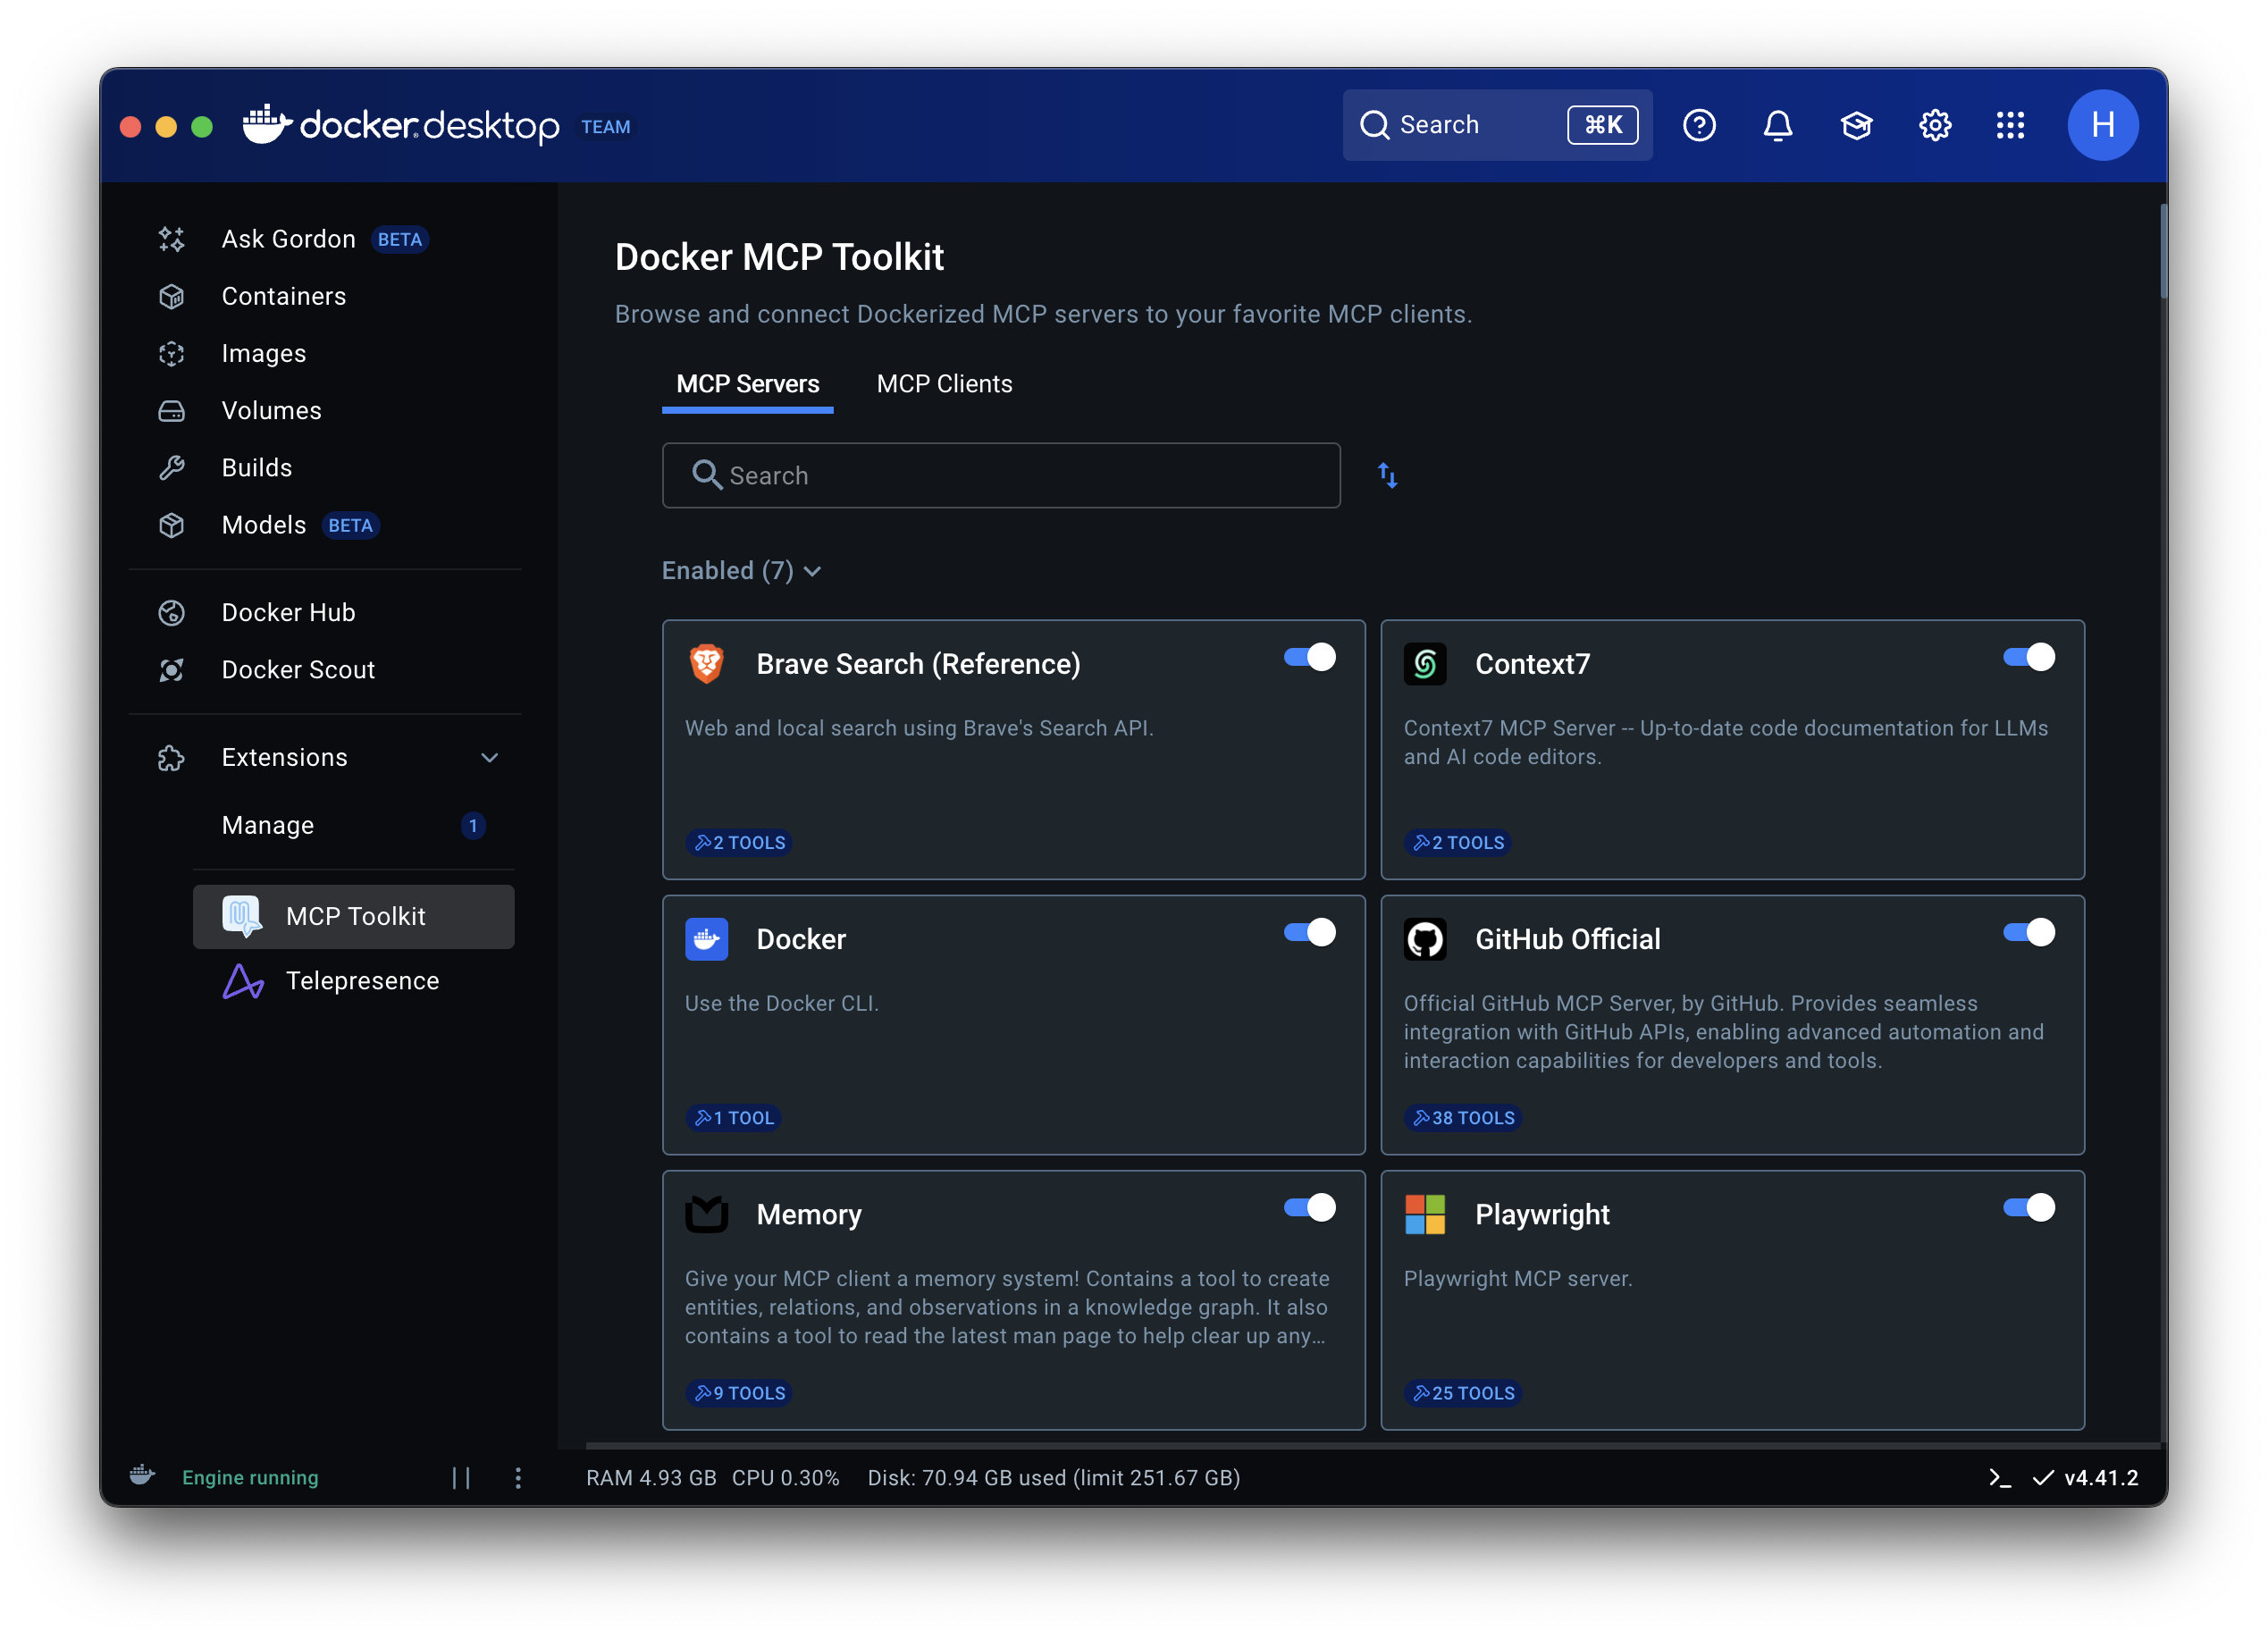 docker desktop TEAM
Search ⌘K
H
Ask Gordon BETA
Containers
Images
Volumes
Builds
Models BETA
Docker Hub
Docker Scout
Extensions
Manage 1
MCP Toolkit
Telepresence
Docker MCP Toolkit
Browse and connect Dockerized MCP servers to your favorite MCP clients.
MCP Servers MCP Clients
Search
Enabled (7)
Brave Search (Reference)
Web and local search using Brave's Search API.
2 TOOLS
Context7
Context7 MCP Server -- Up-to-date code documentation for LLMs
and AI code editors.
2 TOOLS
Docker
Use the Docker CLI.
1 TOOL
GitHub Official
Official GitHub MCP Server, by GitHub. Provides seamless
integration with GitHub APIs, enabling advanced automation and
interaction capabilities for developers and tools.
38 TOOLS
Memory
Give your MCP client a memory system! Contains a tool to create
entities, relations, and observations in a knowledge graph. It also
contains a tool to read the latest man page to help clear up any...
9 TOOLS
Playwright
Playwright MCP server.
25 TOOLS
Engine running
RAM 4.93 GB CPU 0.30% Disk: 70.94 GB used (limit 251.67 GB)
v4.41.2